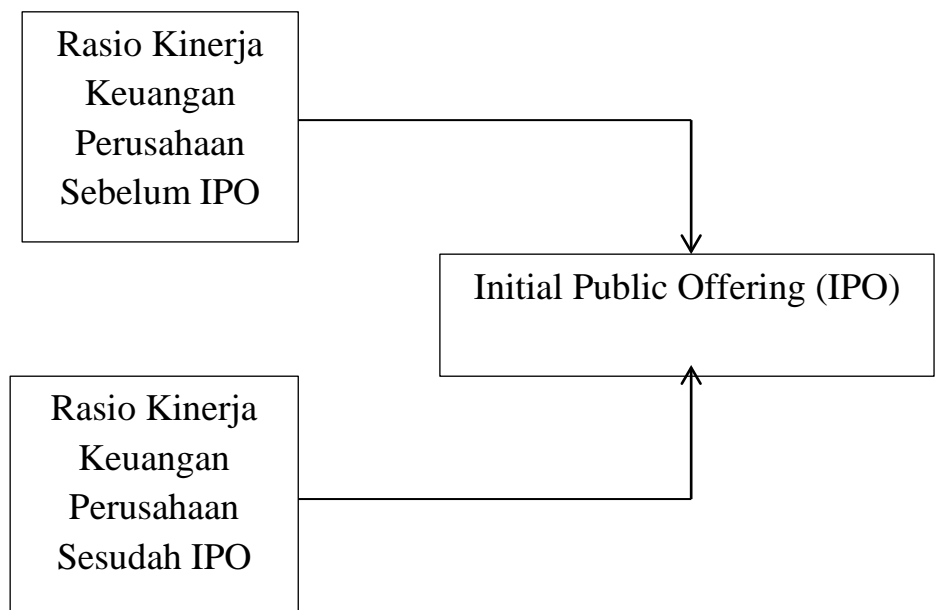 Rasio Kinerja
Keuangan
Perusahaan
Sebelum IPO
Initial Public Offering (IPO)
Rasio Kinerja
Keuangan
Perusahaan
Sesudah IPO